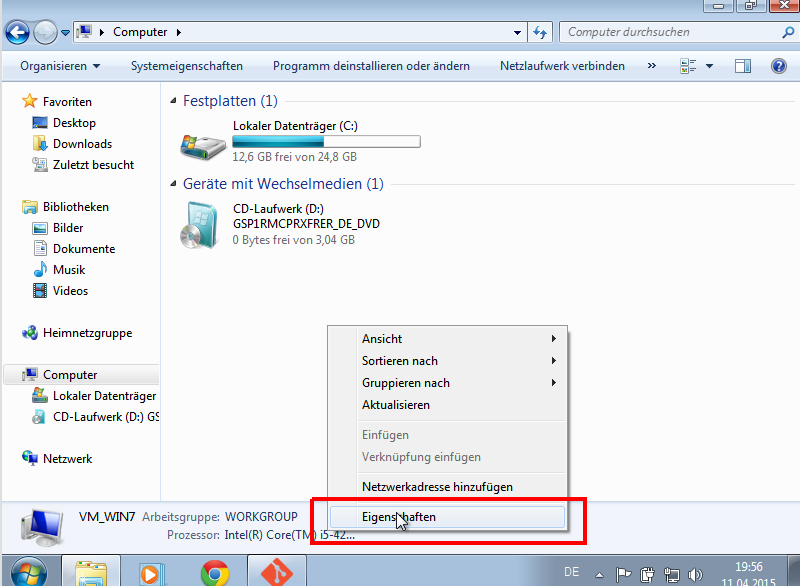 Computer
Computer durchsuchen
Organisieren
Systemeigenschaften
Programm deinstallieren oder ändern
Netzlaufwerk verbinden
»
Favoriten
Desktop
Downloads
Zuletzt besucht
Bibliotheken
Bilder
Dokumente
Musik
Videos
Heimnetzgruppe
Computer
Lokaler Datenträger
CD-Laufwerk (D:) GS
Netzwerk
Festplatten (1)
Lokaler Datenträger (C:)
12,6 GB frei von 24,8 GB
Geräte mit Wechselmedien (1)
CD-Laufwerk (D:)
GSP1RMCPRXFRER_DE_DVD
0 Bytes frei von 3,04 GB
Ansicht
Sortieren nach
Gruppieren nach
Aktualisieren
Einfügen
Verknüpfung einfügen
Netzwerkadresse hinzufügen
Eigenschaften
VM_WIN7 Arbeitsgruppe: WORKGROUP
Prozessor: Intel(R) Core(TM) i5-42...
DE
19:56
11.04.2015